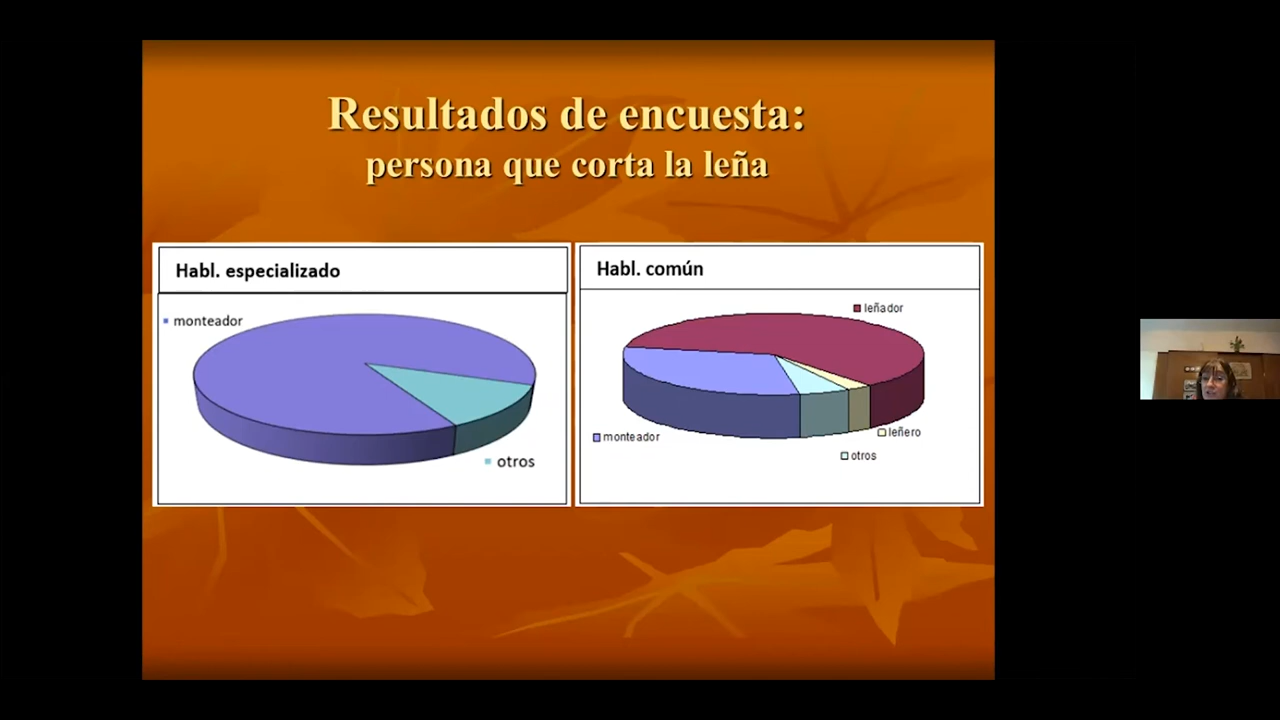 Resultados de encuesta:
persona que corta la leña
Habl. especializado
monteador
otros
Habl. común
leñador
monteador
leñero
otros